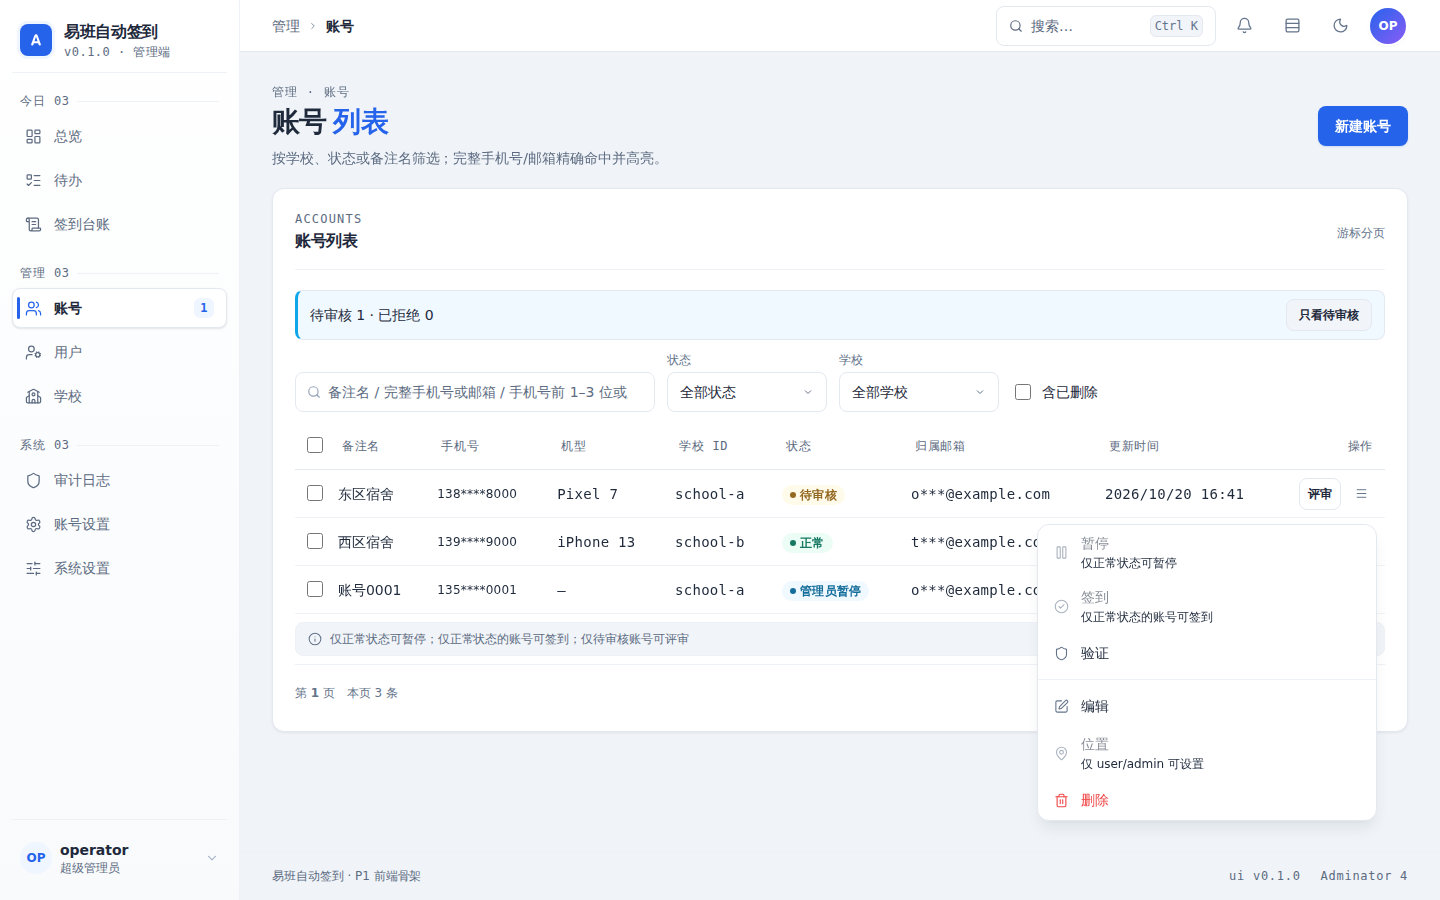 易班自动签到
v0.1.0 · 管理端
今日 03
总览
待办
签到台账
管理 03
账号 1
用户
学校
系统 03
审计日志
账号设置
系统设置
OP
operator
超级管理员
管理 › 账号
搜索… Ctrl K
OP
管理 · 账号
账号 列表
按学校、状态或备注名筛选；完整手机号/邮箱精确命中并高亮。
新建账号
ACCOUNTS
账号列表
游标分页
待审核 1 · 已拒绝 0
只看待审核
状态
学校
备注名 / 完整手机号或邮箱 / 手机号前 1–3 位或
全部状态
全部学校
含已删除
备注名 手机号 机型 学校 ID 状态 归属邮箱 更新时间 操作
东区宿舍 138****8000 Pixel 7 school-a 待审核 o***@example.com 2026/10/20 16:41 评审
西区宿舍 139****9000 iPhone 13 school-b 正常 t***@example.co
账号0001 135****0001 — school-a 管理员暂停 o***@example.co
仅正常状态可暂停；仅正常状态的账号可签到；仅待审核账号可评审
第 1 页 本页 3 条
暂停
仅正常状态可暂停
签到
仅正常状态的账号可签到
验证
编辑
位置
仅 user/admin 可设置
删除
易班自动签到 · P1 前端骨架
ui v0.1.0 Adminator 4